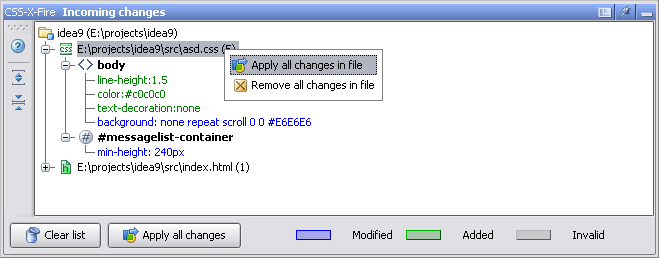 CSS-X-Fire Incoming changes
idea9 (E:\projects\idea9)
css E:\projects\idea9\src\asd.css (5)
Apply all changes in file
Remove all changes in file
<> body
line-height:1.5
color:#c0c0c0
text-decoration:none
background: none repeat scroll 0 0 #E6E6E6
# #messagelist-container
min-height: 240px
h E:\projects\idea9\src\index.html (1)
Clear list Apply all changes Modified Added Invalid